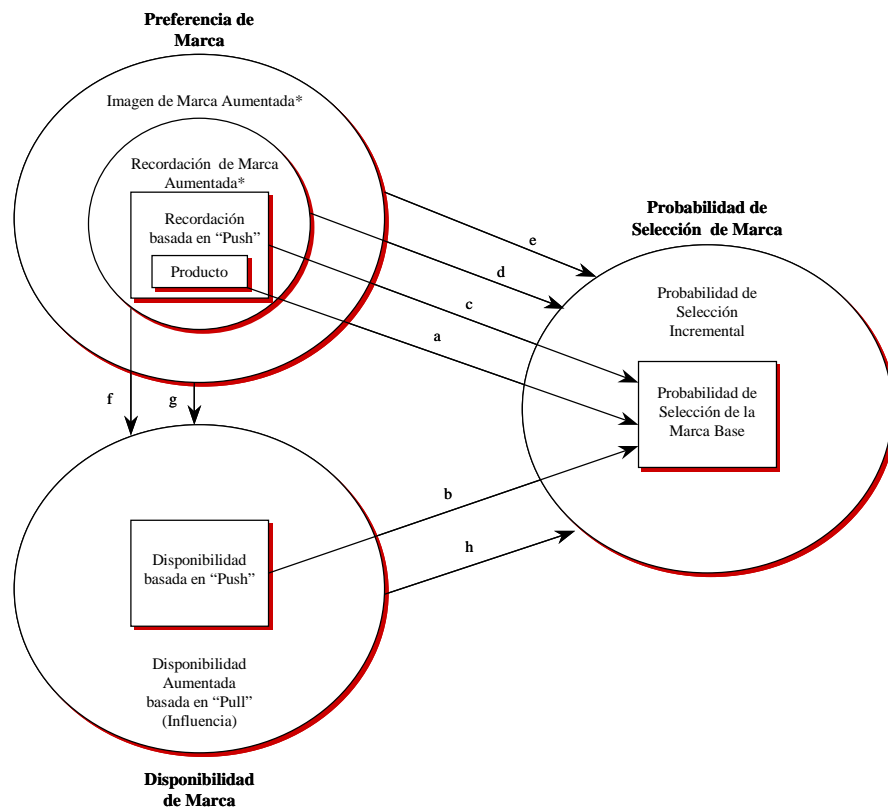 Preferencia de
Marca
Imagen de Marca Aumentada*
Recordación de Marca
Aumentada*
Recordación
basada en “Push”
Producto
Probabilidad de
Selección de Marca
e
d
c
a
Probabilidad de
Selección
Incremental
Probabilidad de
Selección de la
Marca Base
f
g
b
h
Disponibilidad
basada en “Push”
Disponibilidad
Aumentada
basada en “Pull”
(Influencia)
Disponibilidad
de Marca